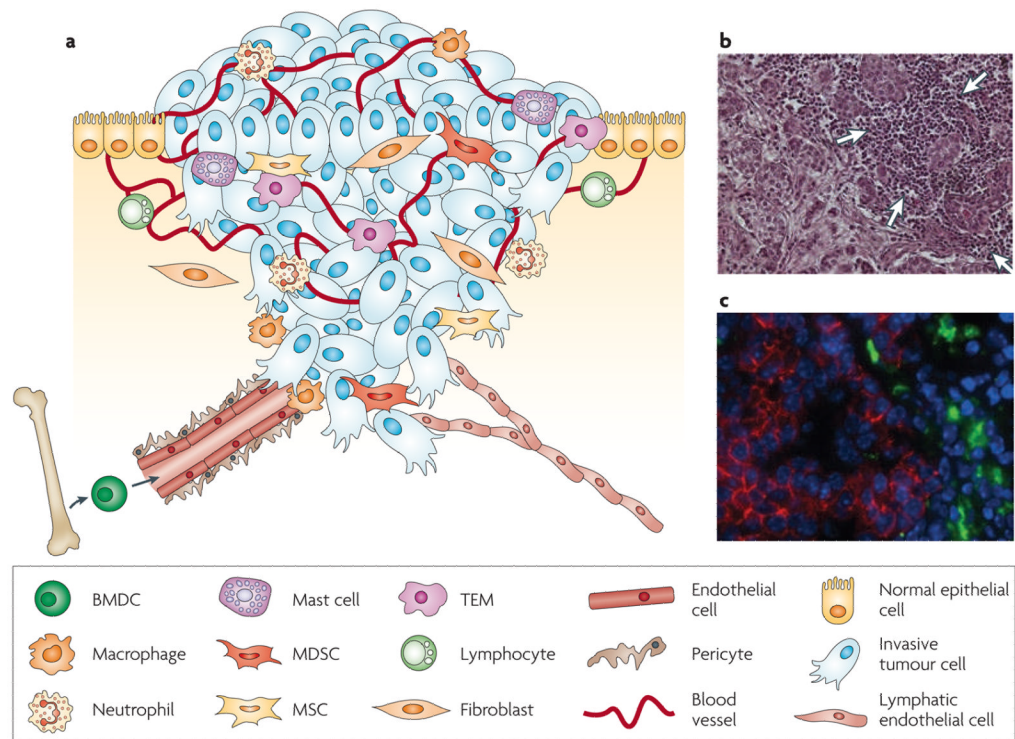 a
b
c
BMDC
Mast cell
TEM
Endothelial
cell
Normal epithelial
cell
Macrophage
MDSC
Lymphocyte
Pericyte
Invasive
tumour cell
Neutrophil
MSC
Fibroblast
Blood
vessel
Lymphatic
endothelial cell